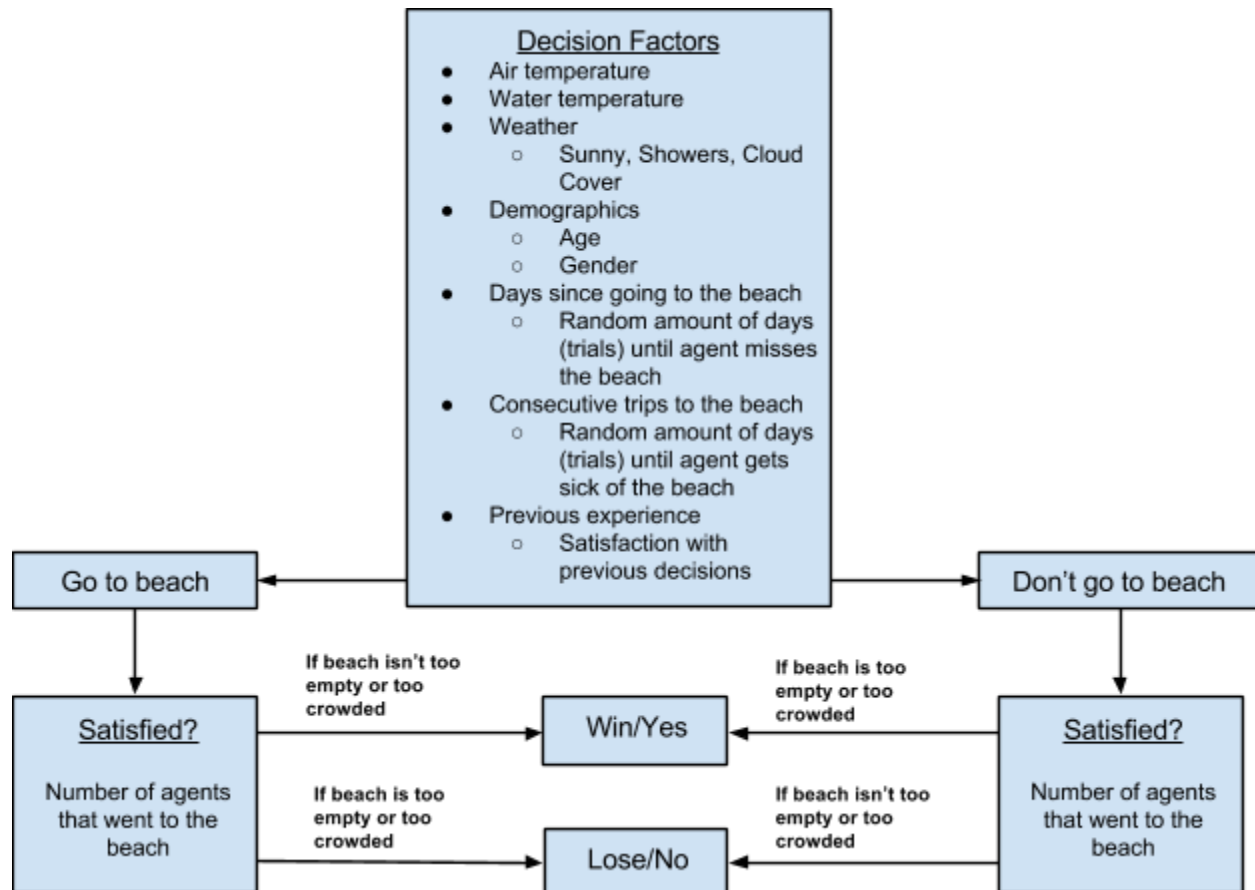 Decision Factors
● Air temperature
● Water temperature
● Weather
○ Sunny, Showers, Cloud
Cover
● Demographics
○ Age
○ Gender
● Days since going to the beach
○ Random amount of days
(trials) until agent misses
the beach
● Consecutive trips to the beach
○ Random amount of days
(trials) until agent gets
sick of the beach
● Previous experience
○ Satisfaction with
previous decisions
Go to beach
Don't go to beach
If beach isn't too
empty or too
crowded
If beach is too
empty or too
crowded
Satisfied?
Number of agents
that went to the
beach
Win/Yes
Satisfied?
Number of agents
that went to the
beach
If beach is too
empty or too
crowded
If beach isn't too
empty or too
crowded
Lose/No